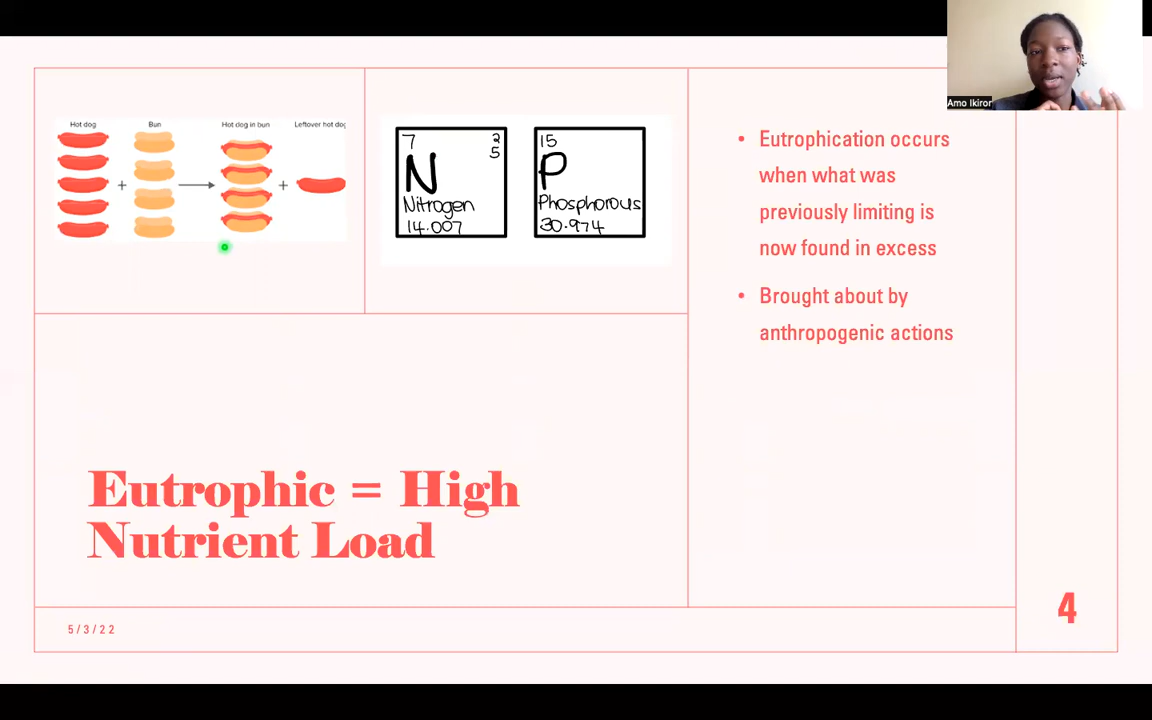 Amo Ikiror
Hot dog
Bun
Hot dog in bun
Leftover hot dog
7
2
5
N
Nitrogen
14.007
15
P
Phosphorous
30.974
• Eutrophication occurs
when what was
previously limiting is
now found in excess
• Brought about by
anthropogenic actions
Eutrophic = High
Nutrient Load
5/3/22
4